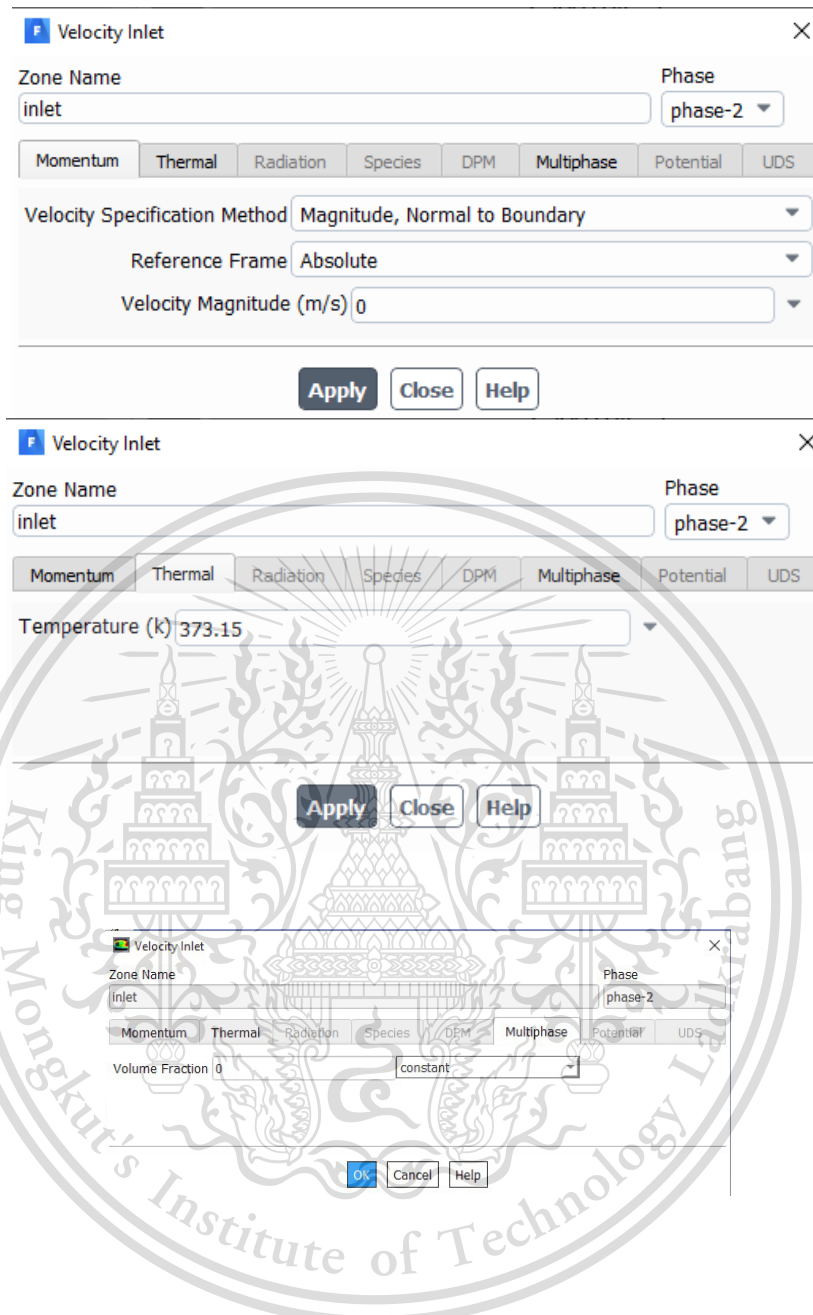 Velocity Inlet
Zone Name Phase
inlet phase-2
Momentum Thermal Radiation Species DPM Multiphase Potential UDS
Velocity Specification Method Magnitude, Normal to Boundary
Reference Frame Absolute
Velocity Magnitude (m/s) 0
Apply Close Help
Velocity Inlet
Zone Name Phase
inlet phase-2
Momentum Thermal Radiation Species DPM Multiphase Potential UDS
Temperature (k) 373.15
Apply Close Help
Velocity Inlet
Zone Name Phase
inlet phase-2
Momentum Thermal Radiation Species DPM Multiphase Potential UDS
Volume Fraction 0 constant
OK Cancel Help
King Mongkut's Institute of Technology Ladkrabang